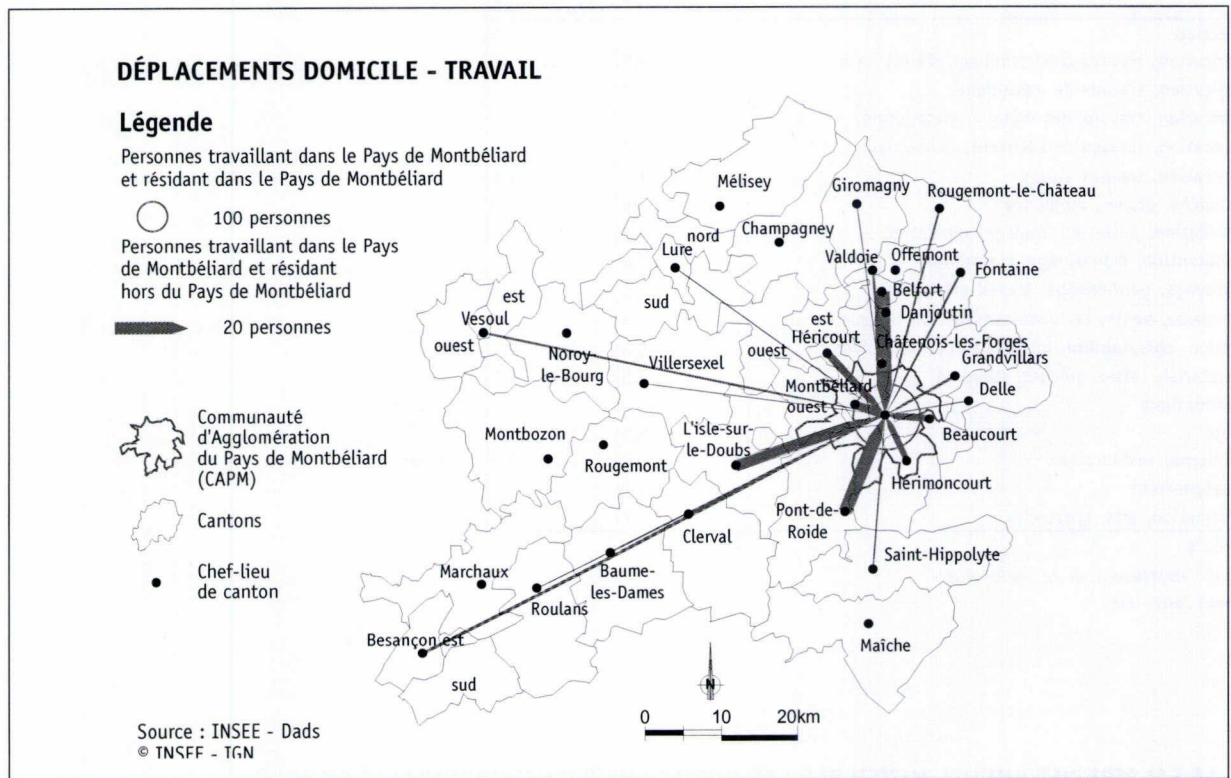 DÉPLACEMENTS DOMICILE - TRAVAIL
Légende
Personnes travaillant dans le Pays de Montbéliard
et résidant dans le Pays de Montbéliard
100 personnes
Personnes travaillant dans le Pays
de Montbéliard et résidant
hors du Pays de Montbéliard
20 personnes
Communauté
d'Agglomération
du Pays de Montbéliard
(CAPM)
Cantons
Chef-lieu
de canton
Source : INSEE - Dads
© INSEE - IGN
Mélisey
Giromagny
Rougemont-le-Château
nord
Champagney
Lure
Valdoie
Offemont
Fontaine
est
sud
Belfort
Danjoutin
Vesoul
est
ouest
Héricourt
Châtenois-les-Forges
Grandvillars
Noroy-
le-Bourg
Villersexel
ouest
Montbéliard
ouest
Delle
Montbozon
L'isle-sur-
le-Doubs
Beaucourt
Rougemont
Hérimoncourt
Pont-de-
Roide
Clerval
Saint-Hippolyte
Marchaux
Baume-
les-Dames
Roulans
Besançon est
sud
Maîche
N
0 10 20km